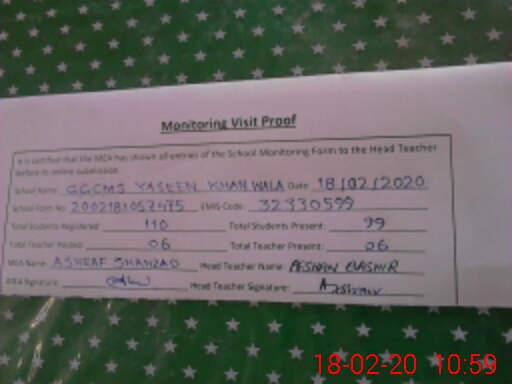 Monitoring Visit Proof
It is certified that the MEA has shown all entries of the School Monitoring Form to the Head Teacher
before its online submission
School Name: GGCMS YASEEN KHAN WALA Date: 18/02/2020
School Form No: EMIS Code: 32330599
Total Students Registered: 110 Total Students Present: 99
Total Teacher Posted: 06 Total Teacher Present: 06
MEA Name: ASHRAF SHAHZAD Head Teacher Name: AFSHAN BASHIR
MEA Signature: Head Teacher Signature:
18-02-20 10:59